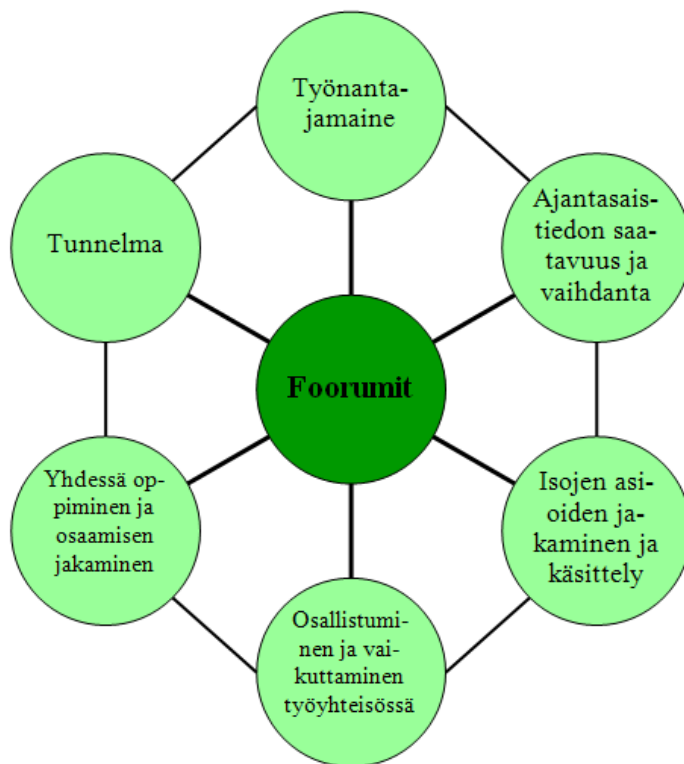 Työnanta-
jamaine
Ajantasais-
tiedon saa-
tavuus ja
vaihdanta
Tunnelma
Foorumit
Yhdessä op-
piminen ja
osaamisen
jakaminen
Isojen asi-
oiden ja-
kaminen ja
käsittely
Osallistumi-
nen ja vai-
kuttaminen
työyhteisössä